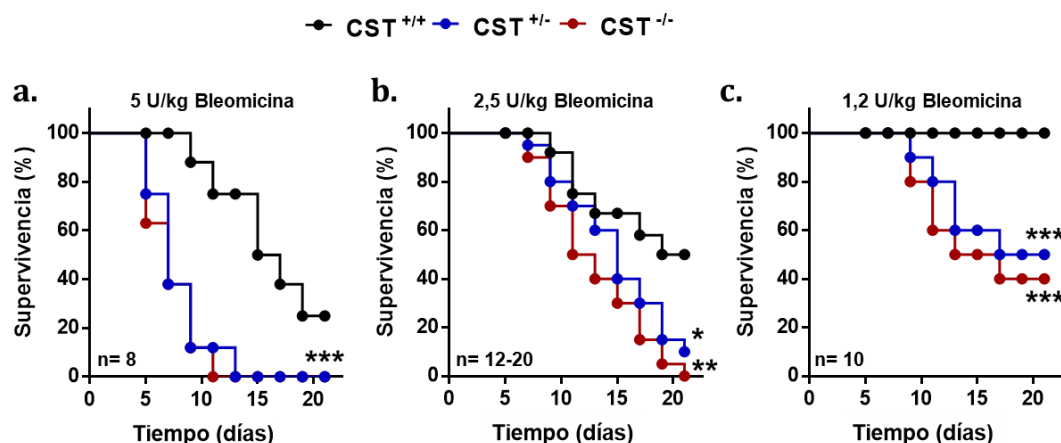 CST +/+ CST +/- CST -/-
a.
5 U/kg Bleomicina
Supervivencia (%)
100
80
60
40
20
0
n= 8
***
0 5 10 15 20
Tiempo (días)
b.
2,5 U/kg Bleomicina
Supervivencia (%)
100
80
60
40
20
0
n= 12-20
*
**
0 5 10 15 20
Tiempo (días)
c.
1,2 U/kg Bleomicina
Supervivencia (%)
100
80
60
40
20
0
n= 10
***
***
0 5 10 15 20
Tiempo (días)